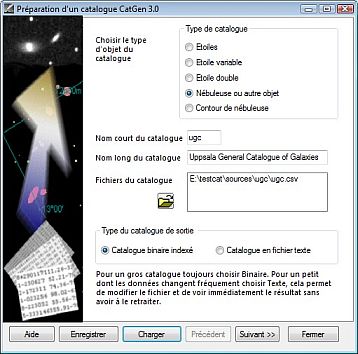 Préparation d'un catalogue CatGen 3.0
Choisir le type
d'objet du
catalogue
Type de catalogue
Etoiles
Etoile variable
Etoile double
Nébuleuse ou autre objet
Contour de nébuleuse
Nom court du catalogue
ugc
Nom long du catalogue
Uppsala General Catalogue of Galaxies
Fichiers du catalogue
E:\testcat\sources\ugc\ugc.csv
Type du catalogue de sortie
Catalogue binaire indexé
Catalogue en fichier texte
Pour un gros catalogue toujours choisir Binaire. Pour un petit
dont les données changent fréquement choisir Texte, cela permet
de modifier le fichier et de voir immédiatement le résultat sans
avoir à le retraiter.
Aide
Enregistrer
Charger
Précédent
Suivant >>
Fermer